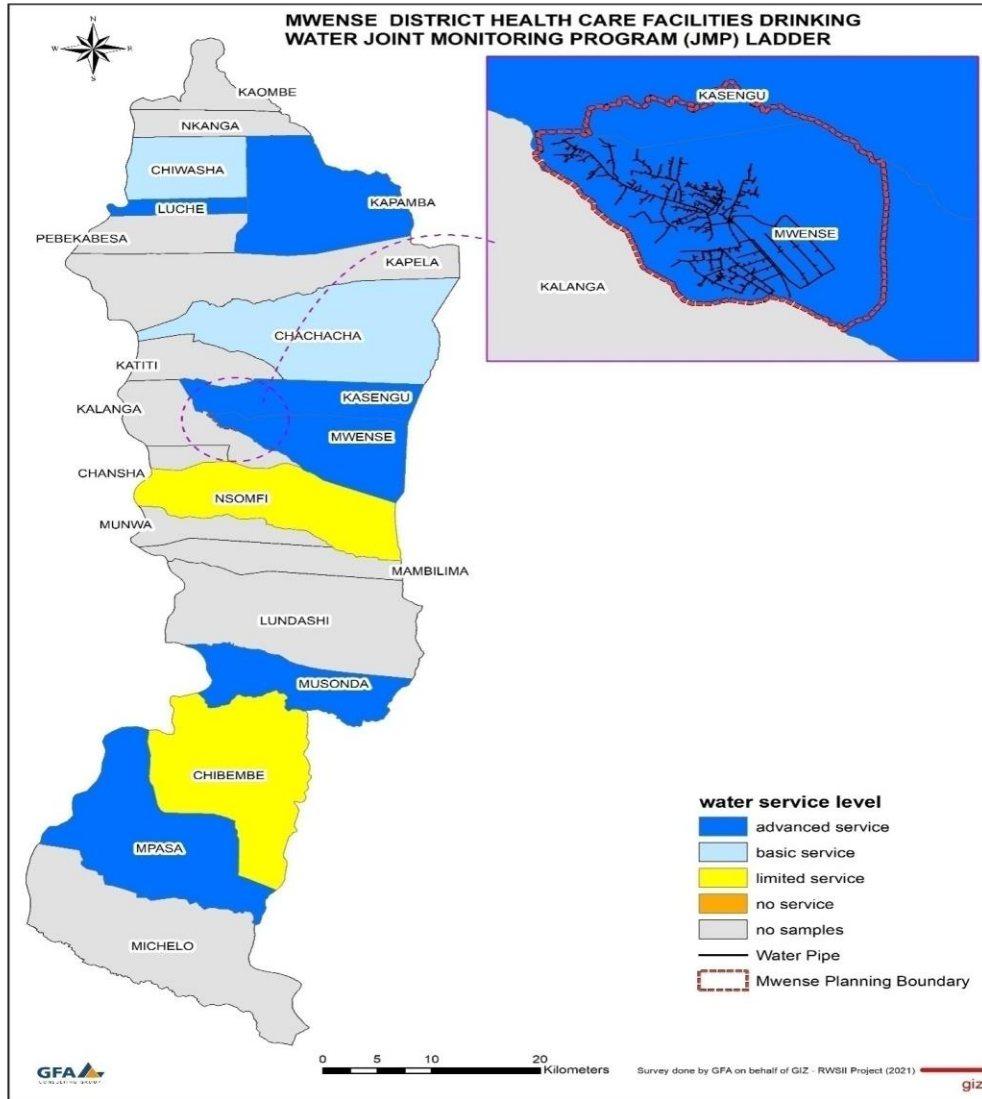 MWENSE DISTRICT HEALTH CARE FACILITIES DRINKING
WATER JOINT MONITORING PROGRAM (JMP) LADDER
N
W
E
S
KAOMBE
NKANGA
CHIWASHA
LUCHE
KAPAMBA
PEBEKABESA
KAPELA
CHACHACHA
KATITI
KASENGU
KALANGA
MWENSE
CHANSHA
NSOMFI
MUNWA
MAMBILIMA
LUNDASHI
MUSONDA
CHIBEMBE
MPASA
MICHELO
KASENGU
MWENSE
KALANGA
water service level
advanced service
basic service
limited service
no service
no samples
Water Pipe
Mwense Planning Boundary
GFA
CONSULTING GROUP
0 5 10 20
Kilometers
Survey done by GFA on behalf of GIZ - RWSII Project (2021)
giz